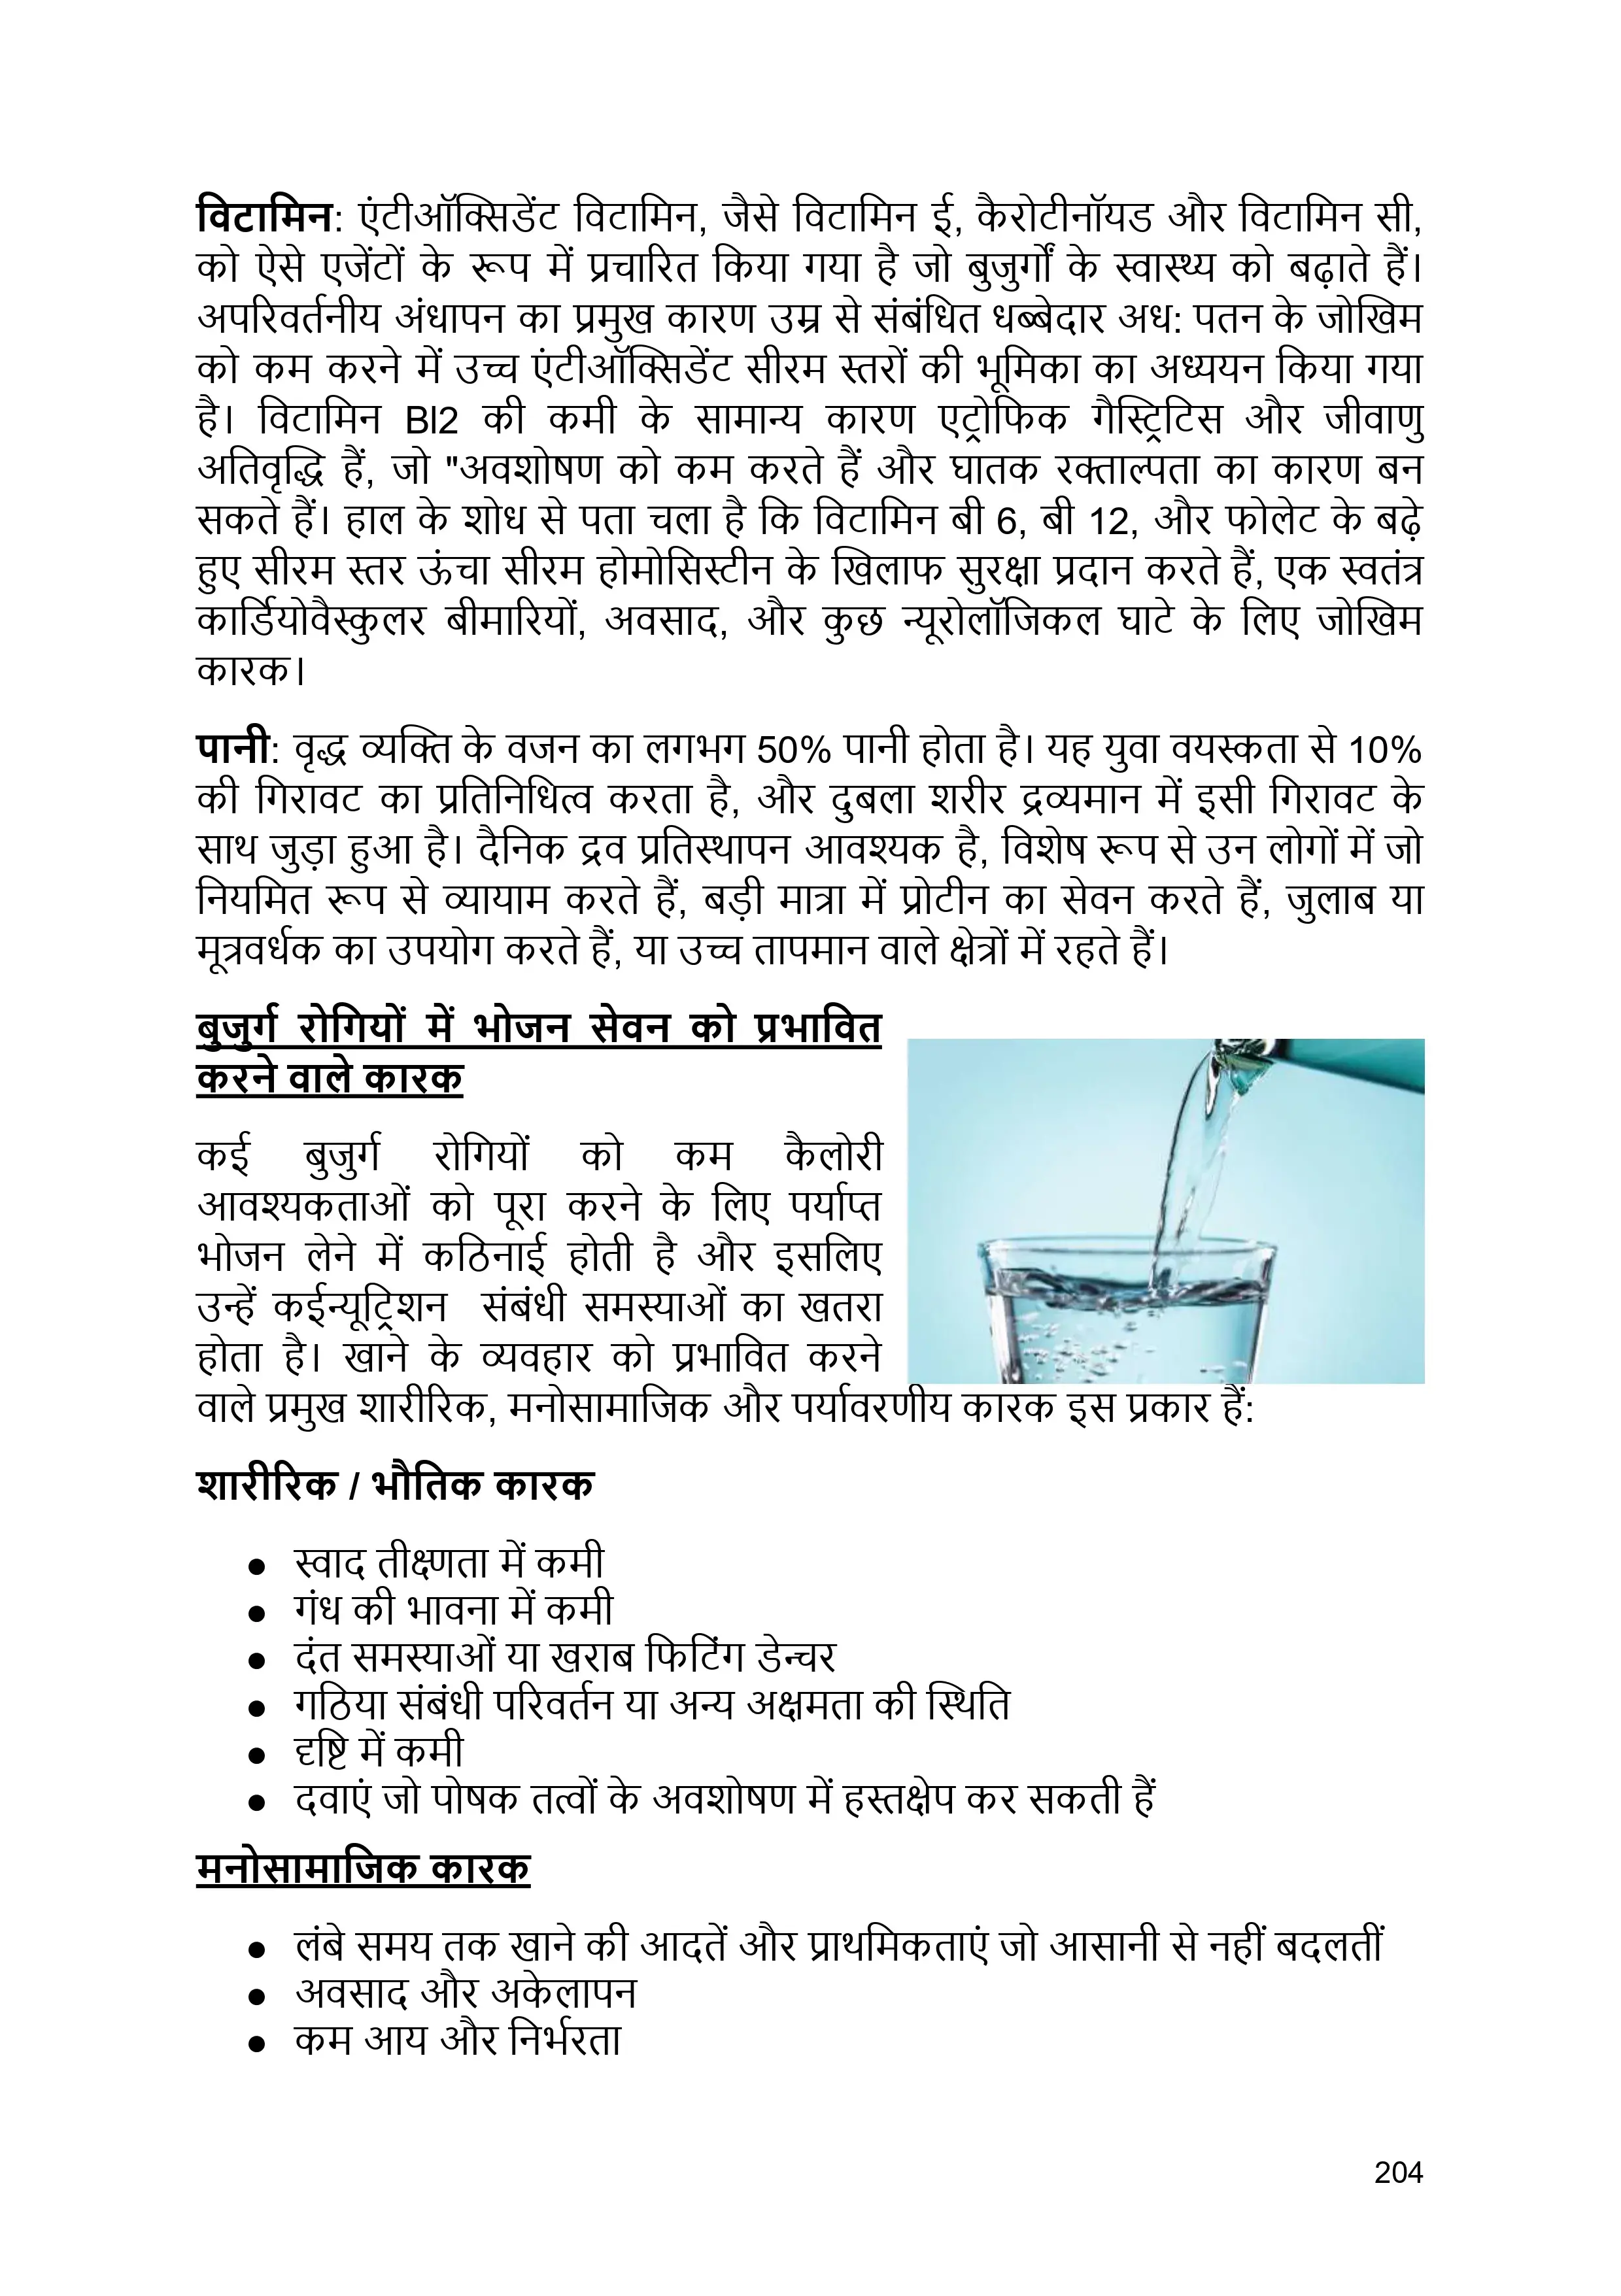 विटामिन: एंटीऑक्सिडेंट विटामिन, जैसे विटामिन ई, कैरोटीनॉयड और विटामिन सी,
को ऐसे एजेंटों के रूप में प्रचारित किया गया है जो बुजुर्गों के स्वास्थ्य को बढ़ाते हैं।
अपरिवर्तनीय अंधापन का प्रमुख कारण उम्र से संबंधित धब्बेदार अध: पतन के जोखिम
को कम करने में उच्च एंटीऑक्सिडेंट सीरम स्तरों की भूमिका का अध्ययन किया गया
है। विटामिन Bl2 की कमी के सामान्य कारण एट्रोफिक गैस्ट्रिटिस और जीवाणु
अतिवृद्धि हैं, जो "अवशोषण को कम करते हैं और घातक रक्ताल्पता का कारण बन
सकते हैं। हाल के शोध से पता चला है कि विटामिन बी 6, बी 12, और फोलेट के बढ़े
हुए सीरम स्तर ऊंचा सीरम होमोसिस्टीन के खिलाफ सुरक्षा प्रदान करते हैं, एक स्वतंत्र
कार्डियोवैस्कुलर बीमारियों, अवसाद, और कुछ न्यूरोलॉजिकल घाटे के लिए जोखिम
कारक।
पानी: वृद्ध व्यक्ति के वजन का लगभग 50% पानी होता है। यह युवा वयस्कता से 10%
की गिरावट का प्रतिनिधित्व करता है, और दुबला शरीर द्रव्यमान में इसी गिरावट के
साथ जुड़ा हुआ है। दैनिक द्रव प्रतिस्थापन आवश्यक है, विशेष रूप से उन लोगों में जो
नियमित रूप से व्यायाम करते हैं, बड़ी मात्रा में प्रोटीन का सेवन करते हैं, जुलाब या
मूत्रवर्धक का उपयोग करते हैं, या उच्च तापमान वाले क्षेत्रों में रहते हैं।
बुजुर्ग रोगियों में भोजन सेवन को प्रभावित
करने वाले कारक
कई बुजुर्ग रोगियों को कम कैलोरी
आवश्यकताओं को पूरा करने के लिए पर्याप्त
भोजन लेने में कठिनाई होती है और इसलिए
उन्हें कईन्यूट्रिशन संबंधी समस्याओं का खतरा
होता है। खाने के व्यवहार को प्रभावित करने
वाले प्रमुख शारीरिक, मनोसामाजिक और पर्यावरणीय कारक इस प्रकार हैं:
शारीरिक / भौतिक कारक
● स्वाद तीक्ष्णता में कमी
● गंध की भावना में कमी
● दंत समस्याओं या खराब फिटिंग डेन्चर
● गठिया संबंधी परिवर्तन या अन्य अक्षमता की स्थिति
● दृष्टि में कमी
● दवाएं जो पोषक तत्वों के अवशोषण में हस्तक्षेप कर सकती हैं
मनोसामाजिक कारक
● लंबे समय तक खाने की आदतें और प्राथमिकताएं जो आसानी से नहीं बदलतीं
● अवसाद और अकेलापन
● कम आय और निर्भरता
204